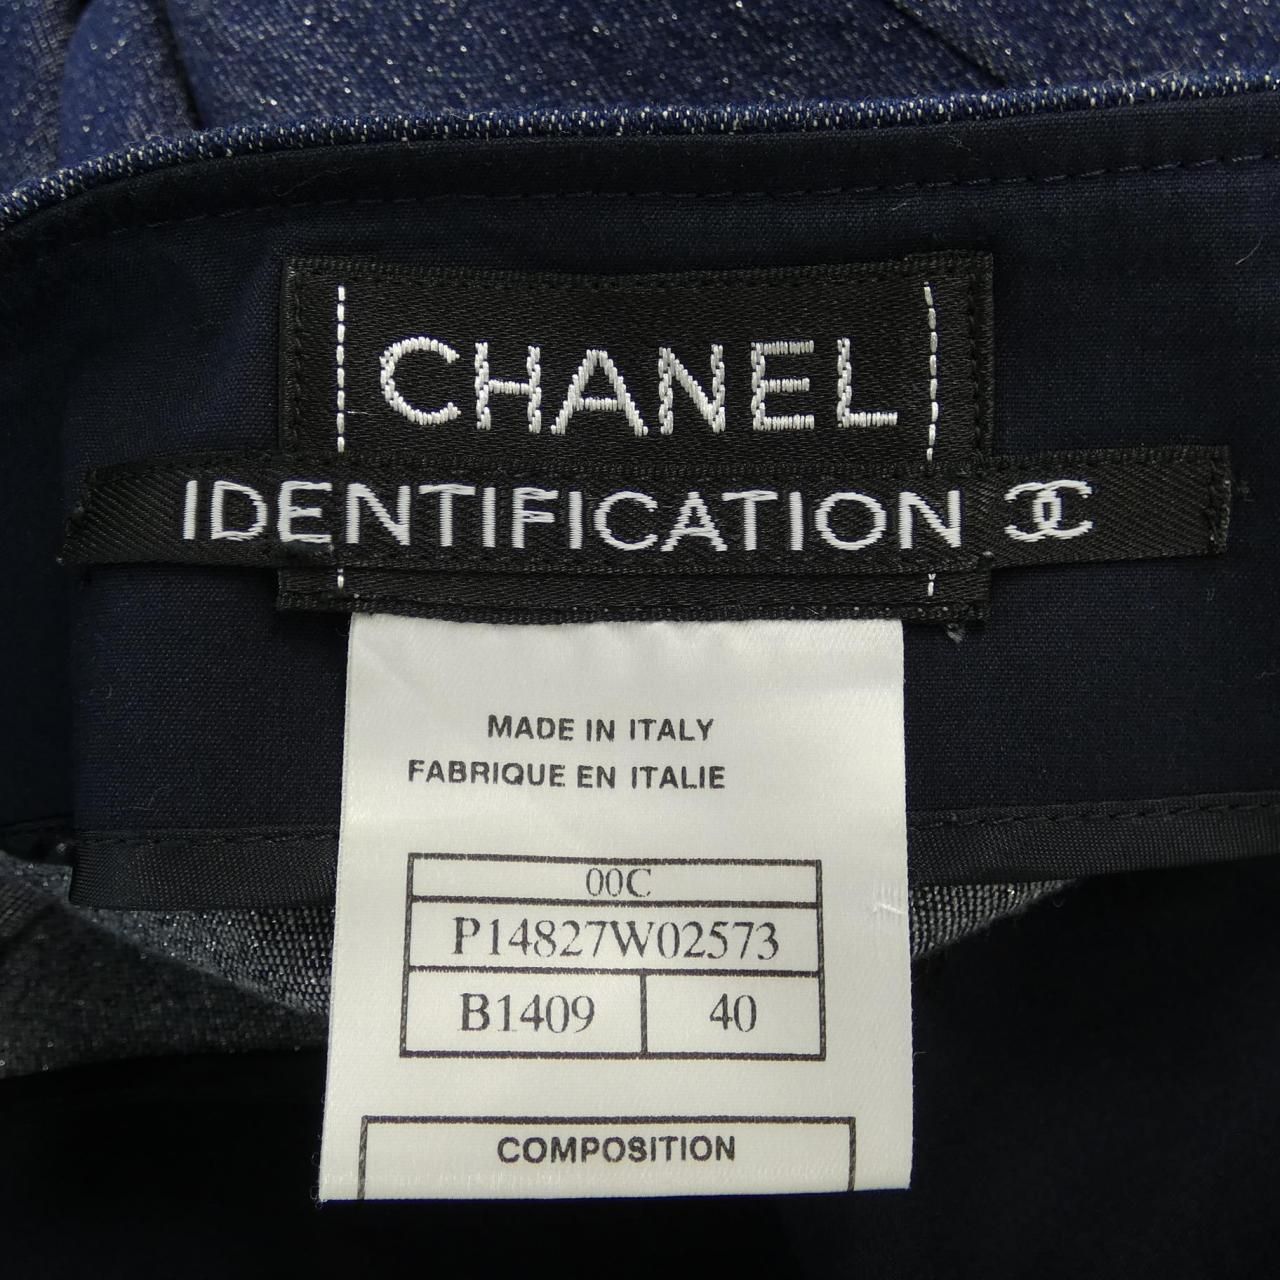 CHANEL
IDENTIFICATION
MADE IN ITALY
FABRIQUE EN ITALIE
00C
P14827W02573
B1409 40
COMPOSITION